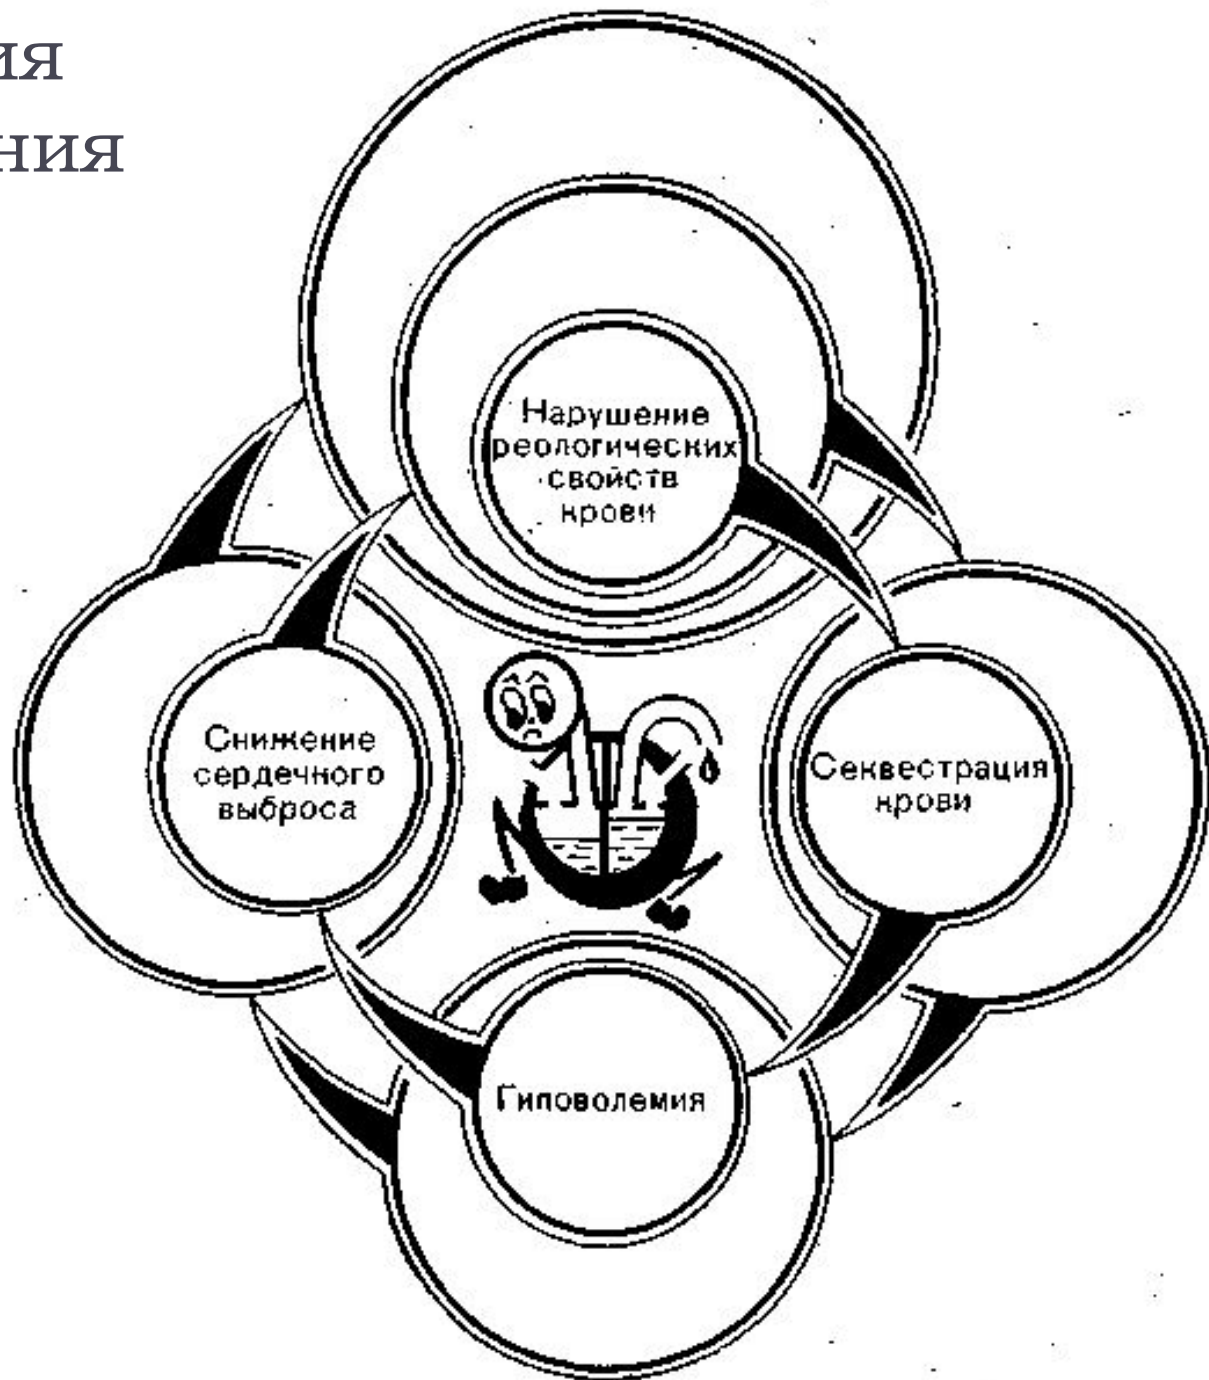 ия
ния
Нарушение
реологических
свойств
крови
Снижение
сердечного
выброса
Секвестрация
крови
Гиповолемия